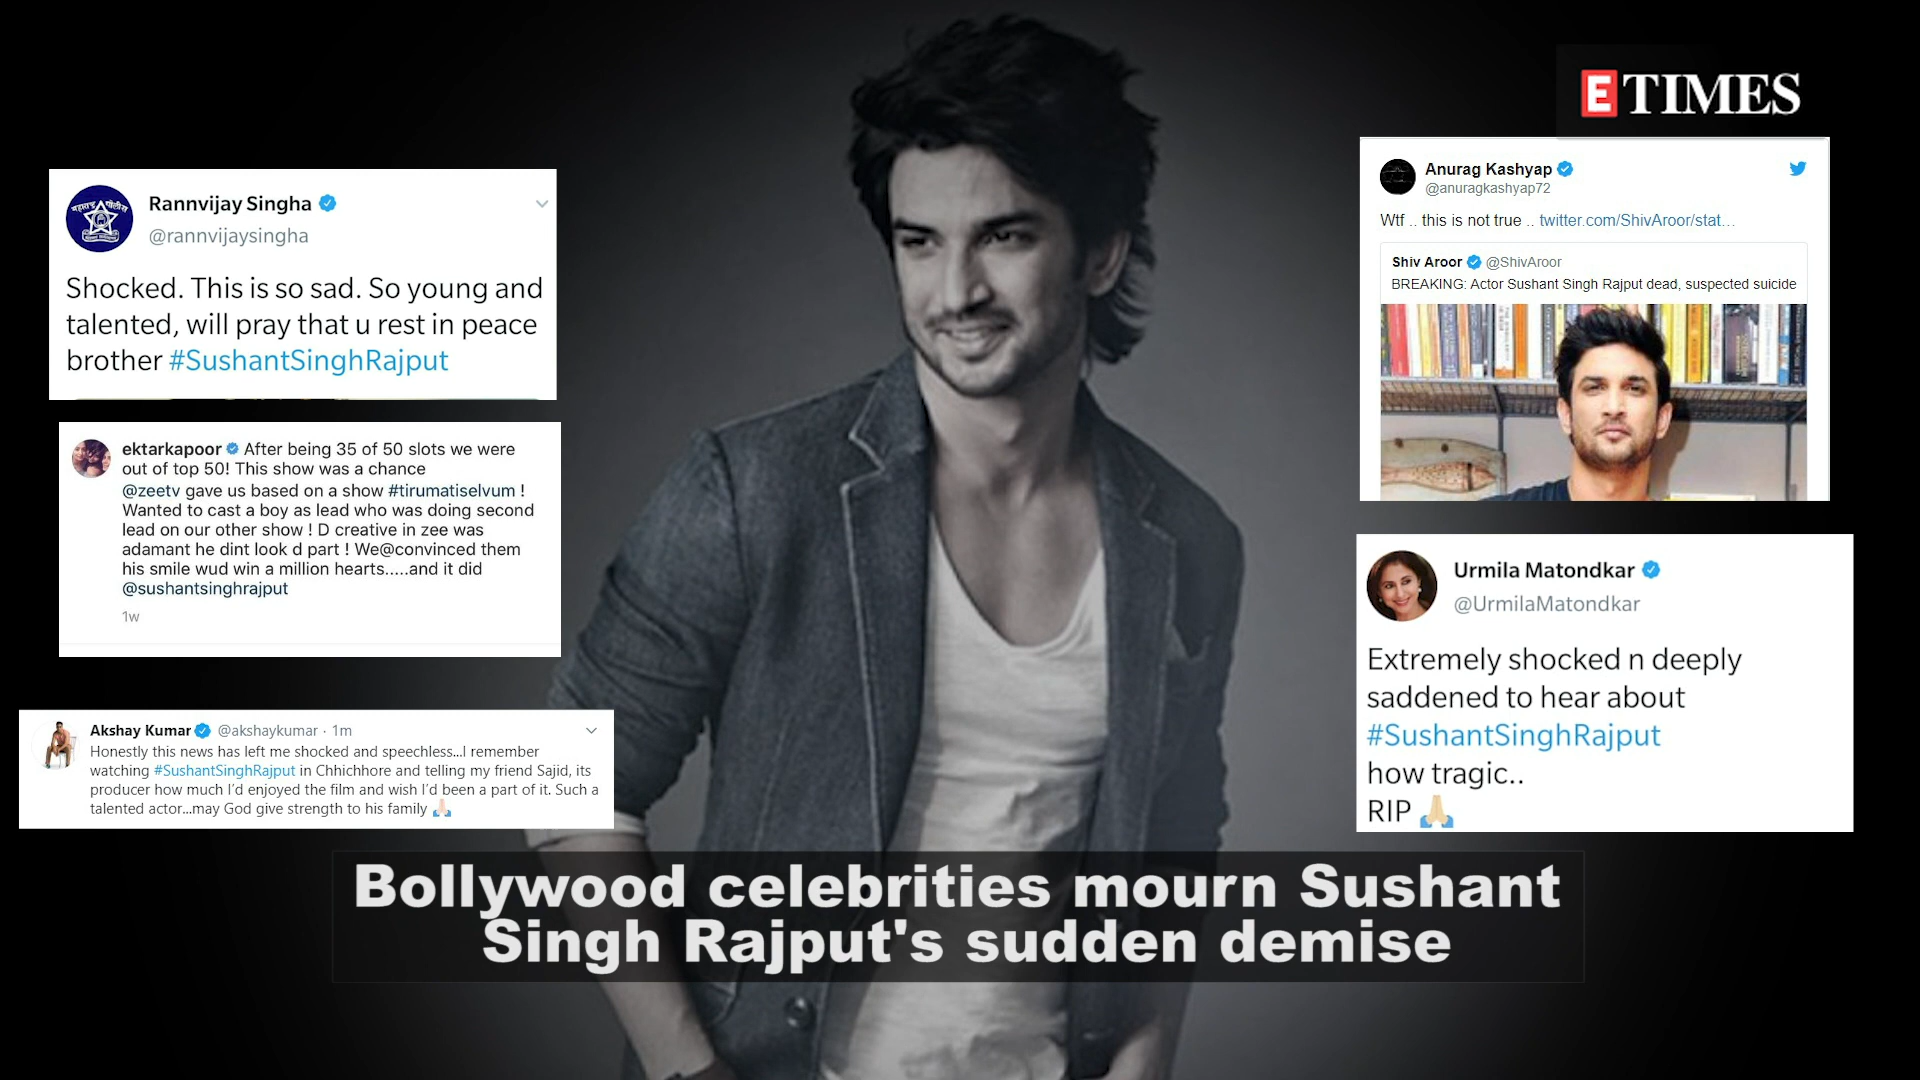 E TIMES
Rannvijay Singha
@rannvijaysingha
Shocked. This is so sad. So young and
talented, will pray that u rest in peace
brother #SushantSinghRajput
ektarkapoor After being 35 of 50 slots we were
out of top 50! This show was a chance
@zeetv gave us based on a show #tirumatiselvum !
Wanted to cast a boy as lead who was doing second
lead on our other show ! D creative in zee was
adamant he dint look d part ! We@convinced them
his smile wud win a million hearts.....and it did
@sushantsinghrajput
1w
Akshay Kumar @akshaykumar · 1m
Honestly this news has left me shocked and speechless...I remember
watching #SushantSinghRajput in Chhichhore and telling my friend Sajid, its
producer how much I'd enjoyed the film and wish I'd been a part of it. Such a
talented actor...may God give strength to his family 🙏🏻
Anurag Kashyap
@anuragkashyap72
Wtf .. this is not true .. twitter.com/ShivAroor/stat...
Shiv Aroor @ShivAroor
BREAKING: Actor Sushant Singh Rajput dead, suspected suicide
Urmila Matondkar
@UrmilaMatondkar
Extremely shocked n deeply
saddened to hear about
#SushantSinghRajput
how tragic..
RIP 🙏🏼
Bollywood celebrities mourn Sushant
Singh Rajput's sudden demise